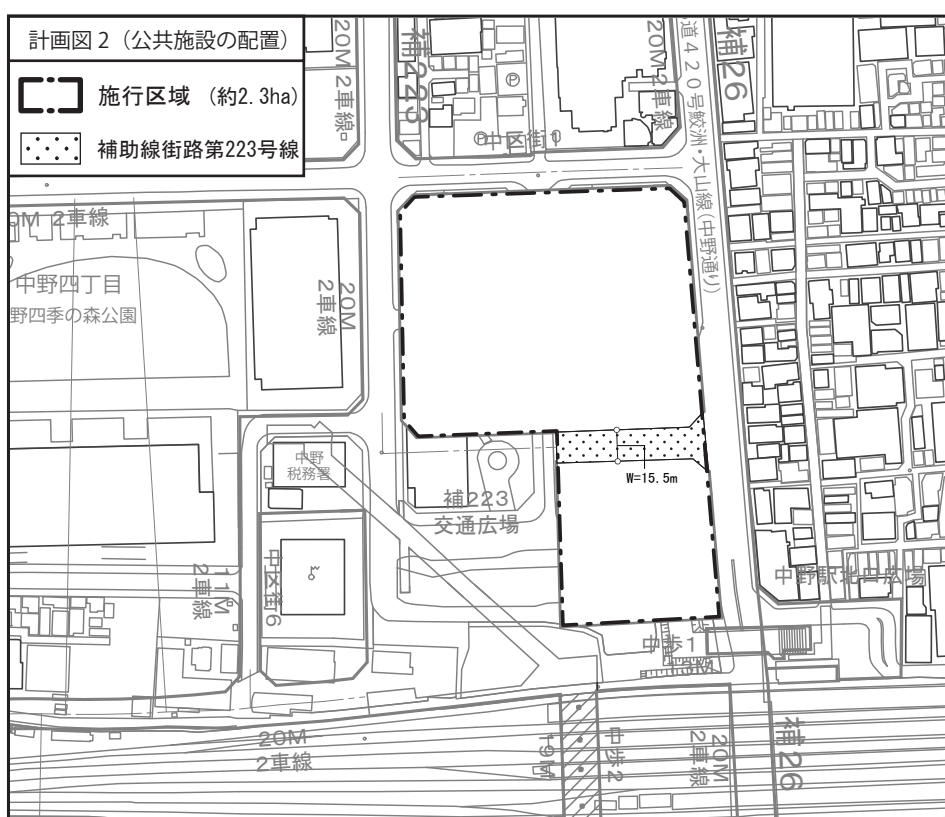 計画図2（公共施設の配置）
施行区域 （約2.3ha）
補助線街路第223号線
20M 2車線
補223
20M 2車線
道420号鮫洲・大山線(中野通り)
補26
Ⓟ
Ⓟ
中区街1
0M 2車線
20M
2車線
中野四丁目
野四季の森公園
中野
税務署
W=15.5m
補223
交通広場
11M
2車線
中区街6
中野駅北口広場
中歩1
20M
2車線
19M
中歩2
20M
2車線
補26